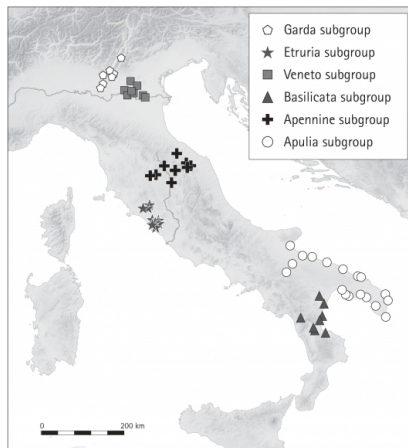 Garda subgroup
Etruria subgroup
Veneto subgroup
Basilicata subgroup
Apennine subgroup
Apulia subgroup
0 200 km